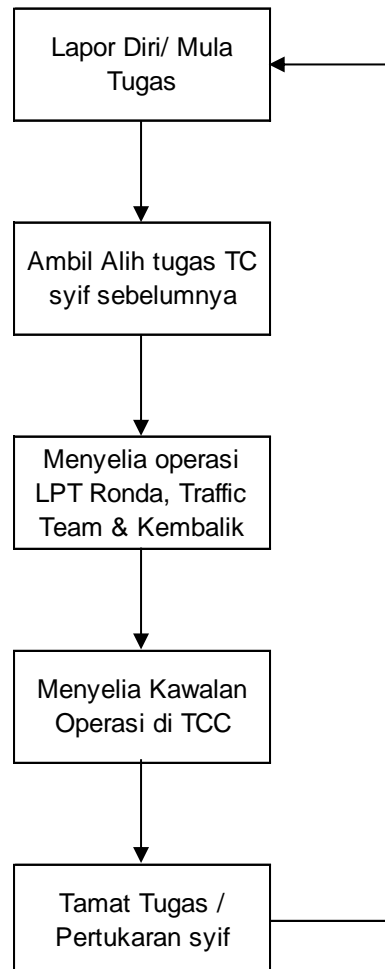 Lapor Diri/ Mula
Tugas
Ambil Alih tugas TC
syif sebelumnya
Menyelia operasi
LPT Ronda, Traffic
Team & Kembalik
Menyelia Kawalan
Operasi di TCC
Tamat Tugas /
Pertukaran syif